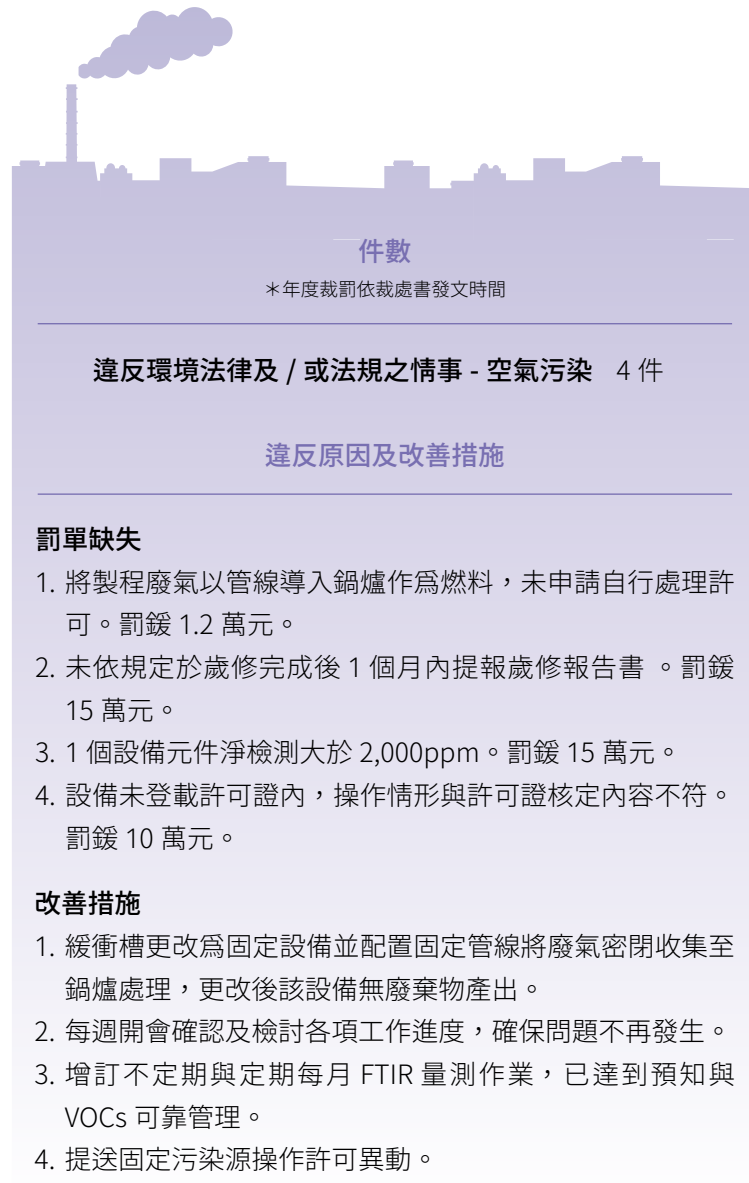 件數
＊年度裁罰依裁處書發文時間
違反環境法律及 / 或法規之情事 - 空氣污染 4 件
違反原因及改善措施
罰單缺失
1. 將製程廢氣以管線導入鍋爐作為燃料，未申請自行處理許
可。罰鍰 1.2 萬元。
2. 未依規定於歲修完成後 1 個月內提報歲修報告書 。罰鍰
15 萬元。
3. 1 個設備元件淨檢測大於 2,000ppm。罰鍰 15 萬元。
4. 設備未登載許可證內，操作情形與許可證核定內容不符。
罰鍰 10 萬元。
改善措施
1. 緩衝槽更改為固定設備並配置固定管線將廢氣密閉收集至
鍋爐處理，更改後該設備無廢棄物產出。
2. 每週開會確認及檢討各項工作進度，確保問題不再發生。
3. 增訂不定期與定期每月 FTIR 量測作業，已達到預知與
VOCs 可靠管理。
4. 提送固定污染源操作許可異動。